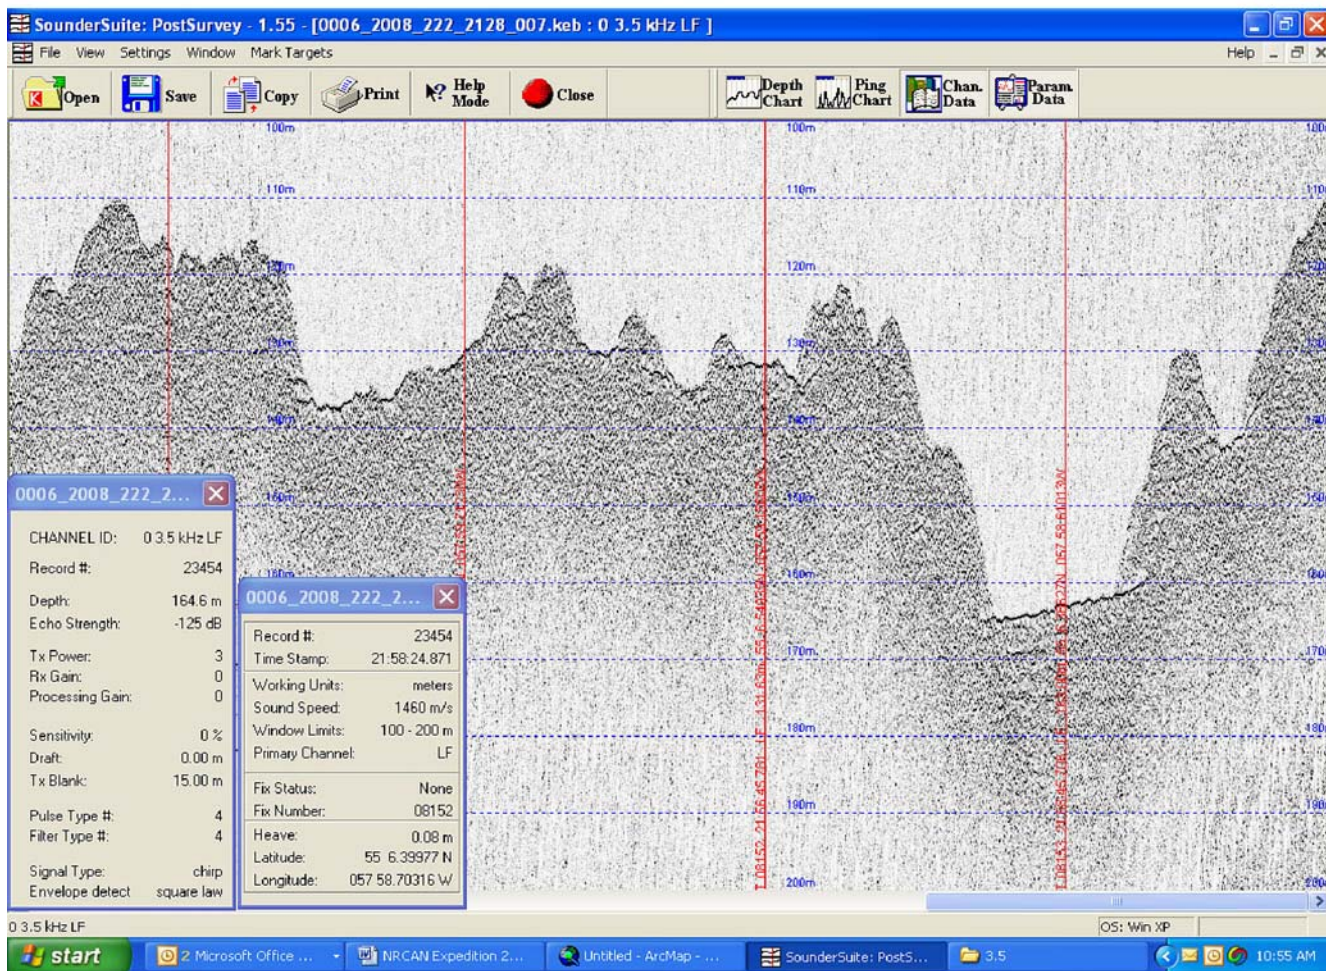 SounderSuite: PostSurvey - 1.55 - [0006_2008_222_2128_007.keb : 0 3.5 kHz LF ]
File View Settings Window Mark Targets Help
Open Save Copy Print Help Mode Close Depth Chart Ping Chart Chan. Data Param. Data
100m 100m
110m 110m
120m 120m
130m
140m 140m
160m
170m
180m
190m
200m
0006_2008_222_2...
CHANNEL ID: 0 3.5 kHz LF
Record #: 23454
Depth: 164.6 m
Echo Strength: -125 dB
Tx Power: 3
Rx Gain: 0
Processing Gain: 0
Sensitivity: 0 %
Draft: 0.00 m
Tx Blank: 15.00 m
Pulse Type #: 4
Filter Type #: 4
Signal Type: chirp
Envelope detect square law
0006_2008_222_2...
Record #: 23454
Time Stamp: 21:58:24.871
Working Units: meters
Sound Speed: 1460 m/s
Window Limits: 100 - 200 m
Primary Channel: LF
Fix Status: None
Fix Number: 08152
Heave: 0.08 m
Latitude: 55 6.39977 N
Longitude: 057 58.70316 W
0 3.5 kHz LF
OS: Win XP
start 2 Microsoft Office ... NRCAN Expedition 2... Untitled - ArcMap - ... SounderSuite: PostS... 3.5 10:55 AM